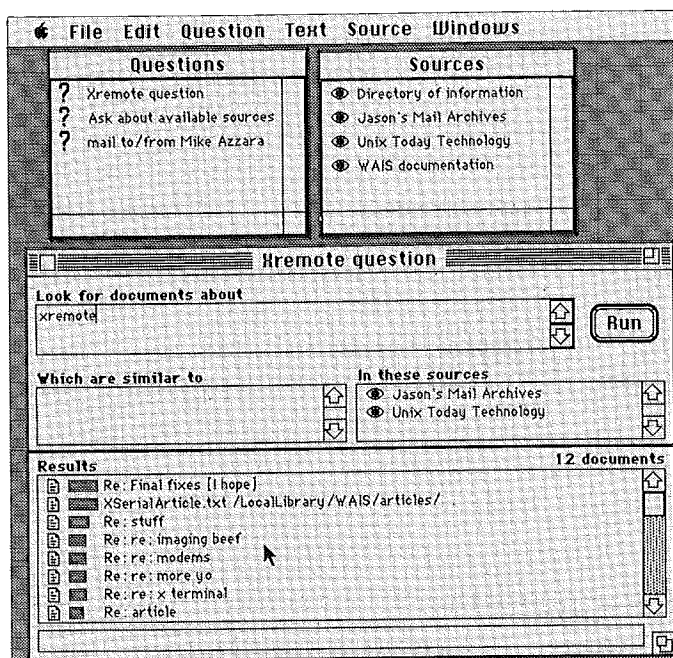 File Edit Question Text Source Windows
Questions
? Xremote question
? Ask about available sources
? mail to/from Mike Azzara
Sources
Directory of information
Jason's Mail Archives
Unix Today Technology
WAIS documentation
Xremote question
Look for documents about
xremote
Run
Which are similar to
In these sources
Jason's Mail Archives
Unix Today Technology
Results
12 documents
Re: Final fixes [I hope]
XSerialArticle.txt /LocalLibrary/WAIS/articles/
Re: stuff
Re: re: imaging beef
Re: re: modems
Re: re: more yo
Re: re: x terminal
Re: article